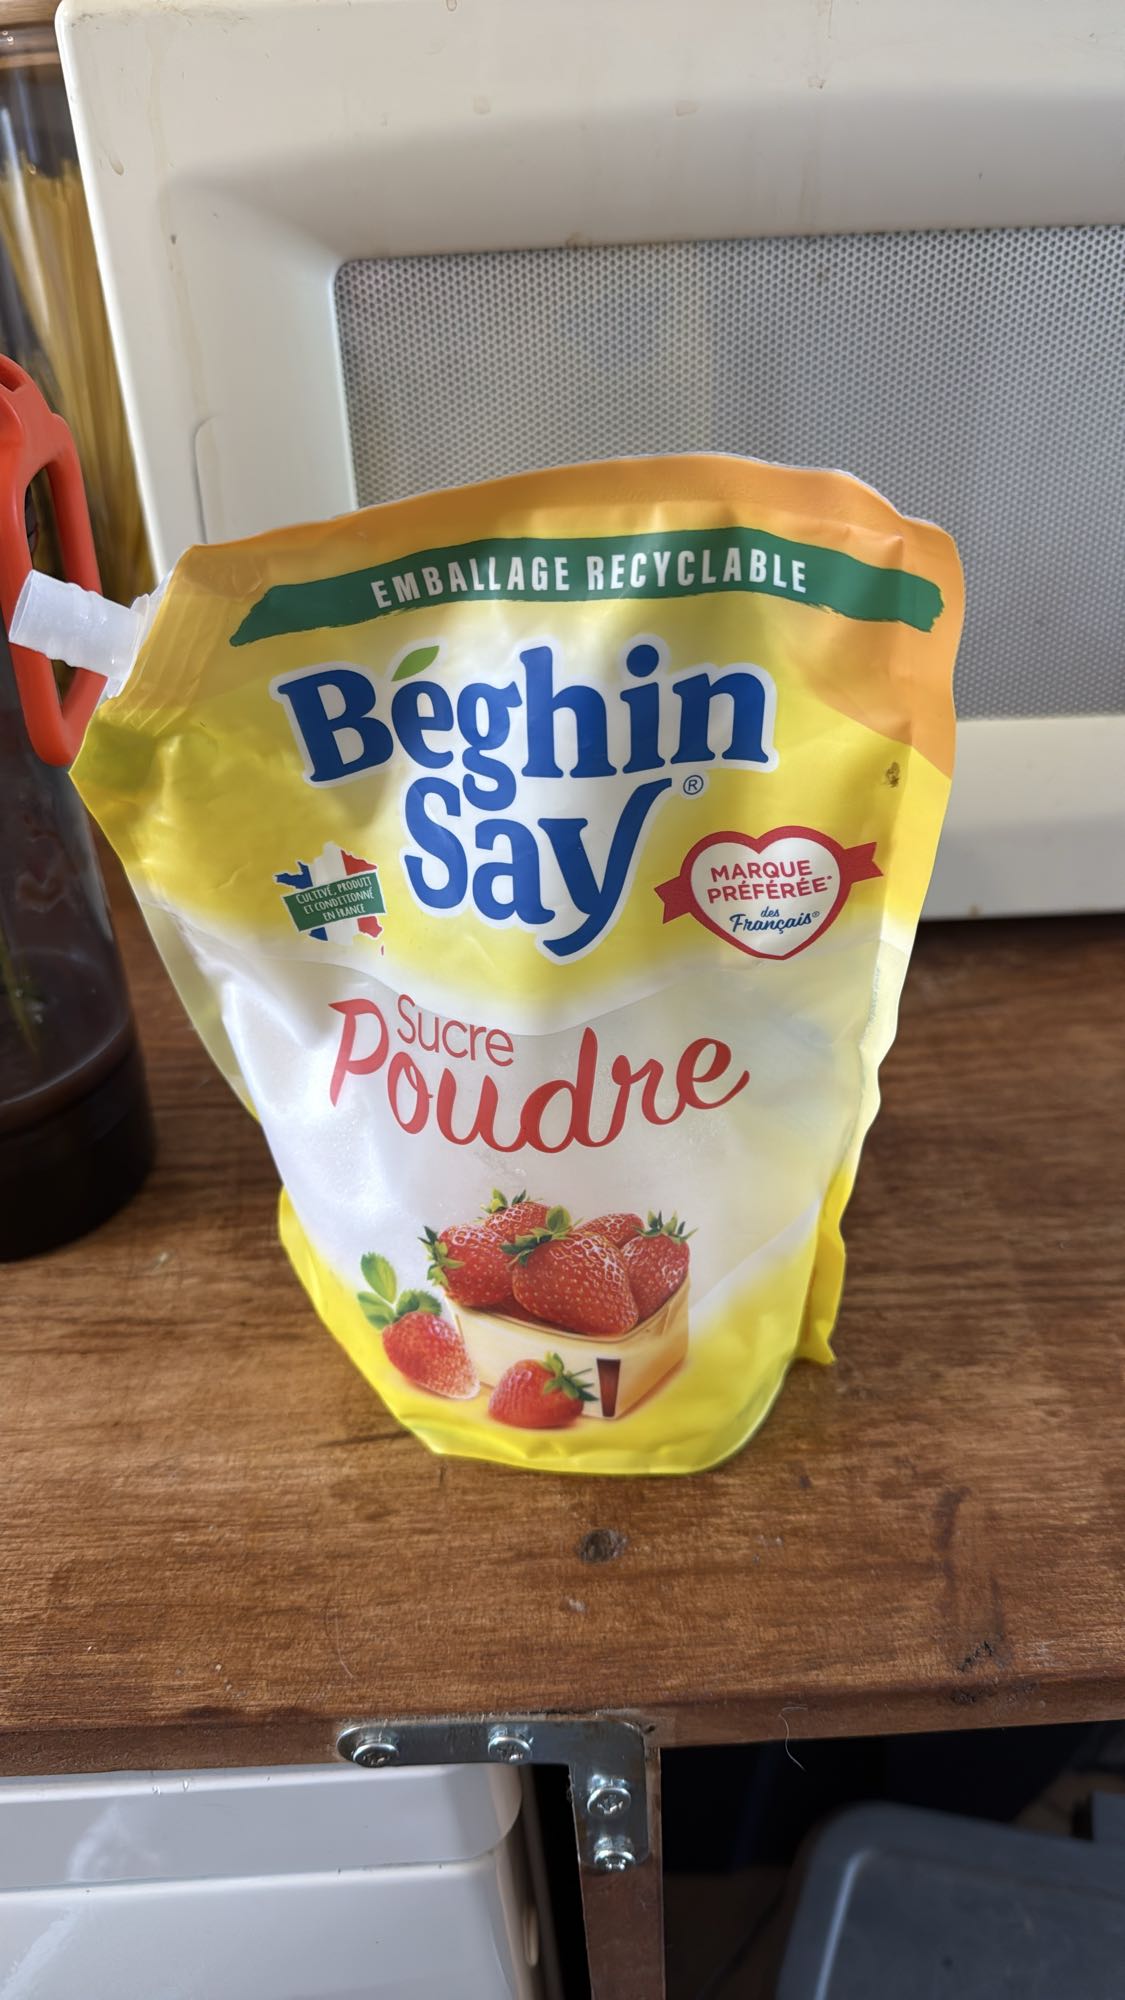 EMBALLAGE RECYCLABLE
Béghin
Say®
CULTIVÉ, PRODUIT
ET CONDITIONNÉ
EN FRANCE
MARQUE
PRÉFÉRÉE*
des
Français®
Sucre
Poudre